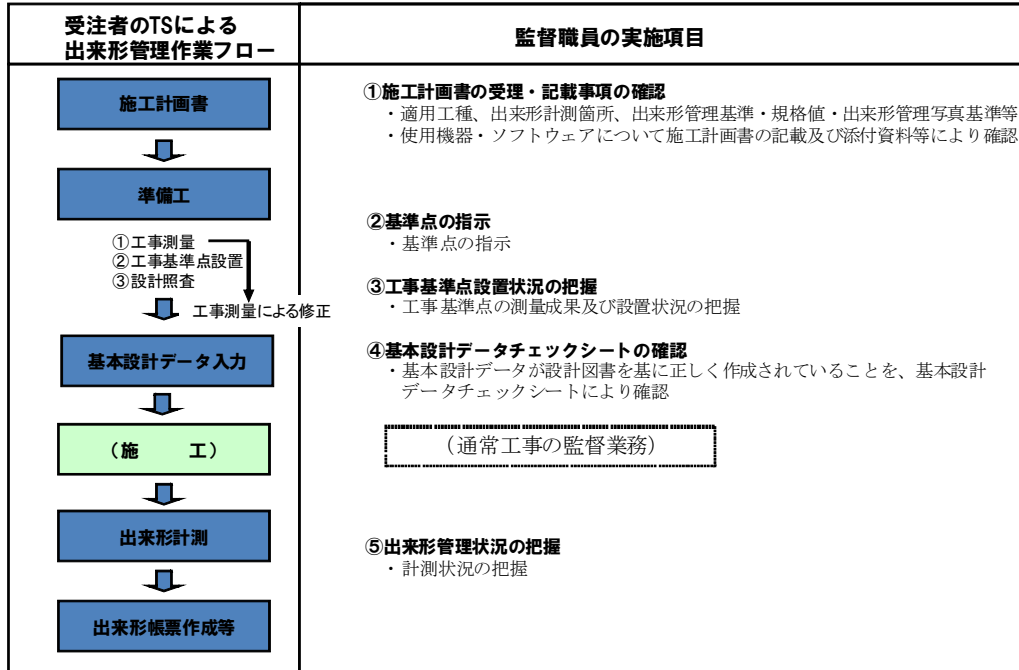 受注者のTSによる
出来形管理作業フロー
監督職員の実施項目
施工計画書
①施工計画書の受理・記載事項の確認
・適用工種、出来形計測箇所、出来形管理基準・規格値・出来形管理写真基準等
・使用機器・ソフトウェアについて施工計画書の記載及び添付資料等により確認
準備工
①工事測量
②工事基準点設置
③設計照査
工事測量による修正
②基準点の指示
・基準点の指示
③工事基準点設置状況の把握
・工事基準点の測量成果及び設置状況の把握
基本設計データ入力
④基本設計データチェックシートの確認
・基本設計データが設計図書を基に正しく作成されていることを、基本設計
データチェックシートにより確認
（施　　工）
（通常工事の監督業務）
出来形計測
⑤出来形管理状況の把握
・計測状況の把握
出来形帳票作成等